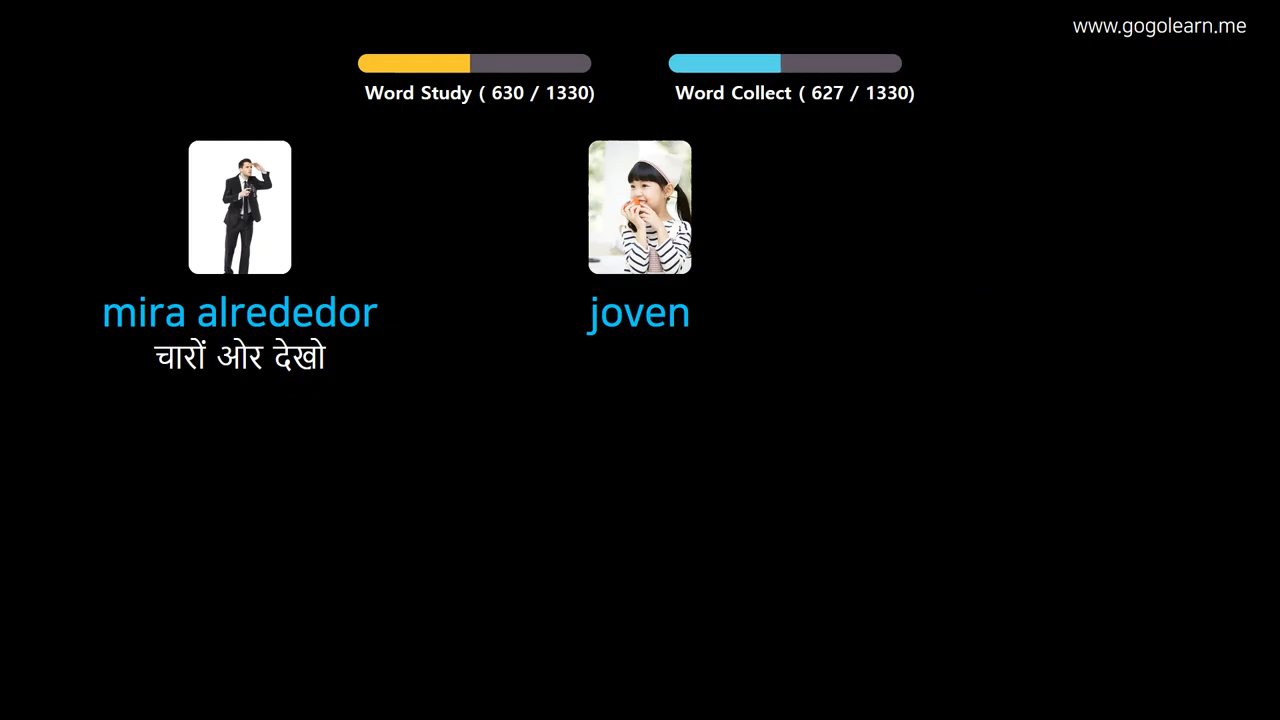 www.gogolearn.me
Word Study ( 630 / 1330)
Word Collect ( 627 / 1330)
mira alrededor
चारों ओर देखो
joven